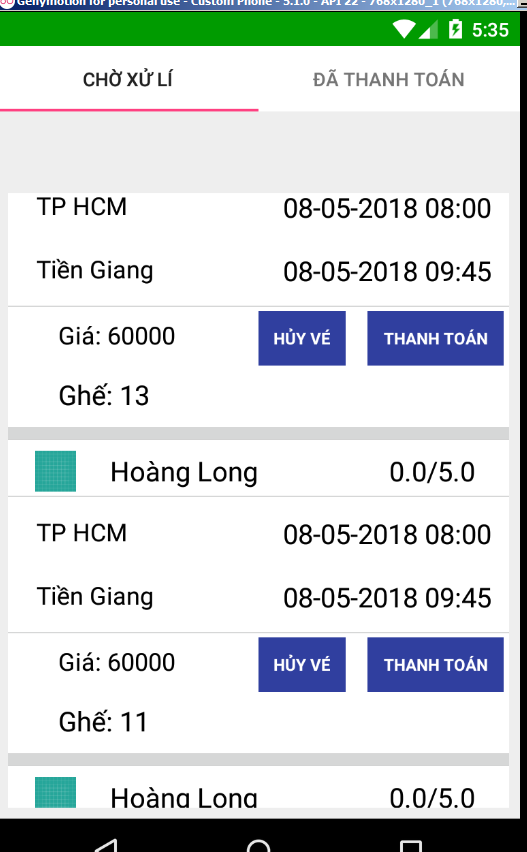 Genymotion for personal use - Custom Phone - 5.1.0 - API 22 - 768x1280_1 (768x1280,...
5:35
CHỜ XỬ LÍ ĐÃ THANH TOÁN
TP HCM 08-05-2018 08:00
Tiền Giang 08-05-2018 09:45
Giá: 60000 HỦY VÉ THANH TOÁN
Ghế: 13
Hoàng Long 0.0/5.0
TP HCM 08-05-2018 08:00
Tiền Giang 08-05-2018 09:45
Giá: 60000 HỦY VÉ THANH TOÁN
Ghế: 11
Hoàng Long 0.0/5.0